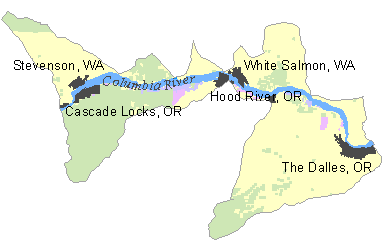 Stevenson, WA
White Salmon, WA
Columbia River
Hood River, OR
Cascade Locks, OR
The Dalles, OR